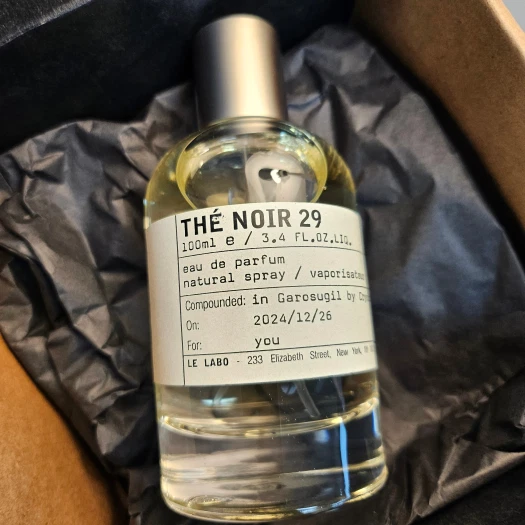 THÉ NOIR 29
100ml e / 3.4 FL.OZ.LIQ.
eau de parfum
natural spray /
Compounded: in Garosugil by
On: 2024/12/26
For: you
LE LABO - 233 Elizabeth Street, New York,